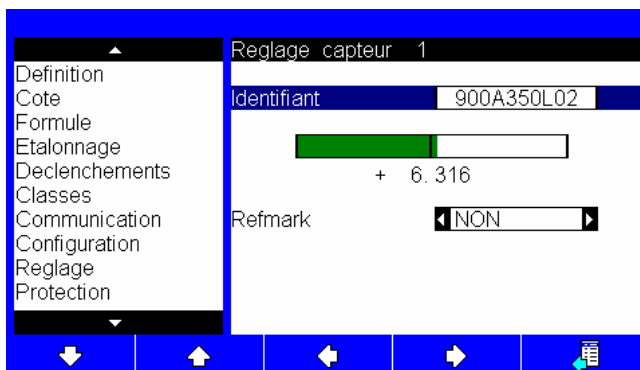 Reglage capteur 1
Definition
Cote
Formule
Etalonnage
Declenchements
Classes
Communication
Configuration
Reglage
Protection
Identifiant 900A350L02
+ 6.316
Refmark NON